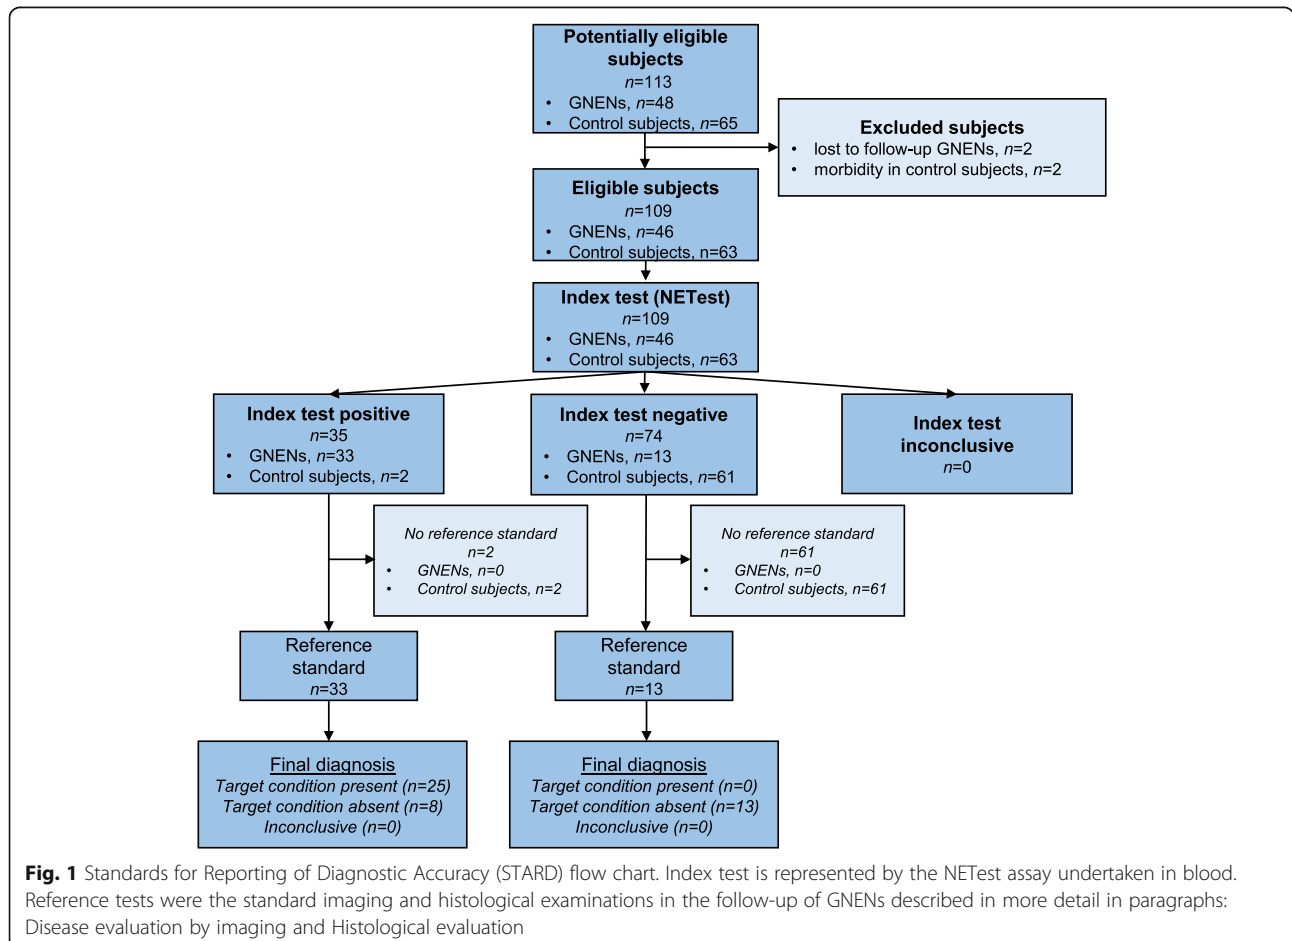 Potentially eligible
subjects
n=113
• GNENs, n=48
• Control subjects, n=65
Excluded subjects
• lost to follow-up GNENs, n=2
• morbidity in control subjects, n=2
Eligible subjects
n=109
• GNENs, n=46
• Control subjects, n=63
Index test (NETest)
n=109
• GNENs, n=46
• Control subjects, n=63
Index test positive
n=35
• GNENs, n=33
• Control subjects, n=2
Index test negative
n=74
• GNENs, n=13
• Control subjects, n=61
Index test
inconclusive
n=0
No reference standard
n=2
• GNENs, n=0
• Control subjects, n=2
No reference standard
n=61
• GNENs, n=0
• Control subjects, n=61
Reference
standard
n=33
Reference
standard
n=13
Final diagnosis
Target condition present (n=25)
Target condition absent (n=8)
Inconclusive (n=0)
Final diagnosis
Target condition present (n=0)
Target condition absent (n=13)
Inconclusive (n=0)
Fig. 1 Standards for Reporting of Diagnostic Accuracy (STARD) flow chart. Index test is represented by the NETest assay undertaken in blood.
Reference tests were the standard imaging and histological examinations in the follow-up of GNENs described in more detail in paragraphs:
Disease evaluation by imaging and Histological evaluation